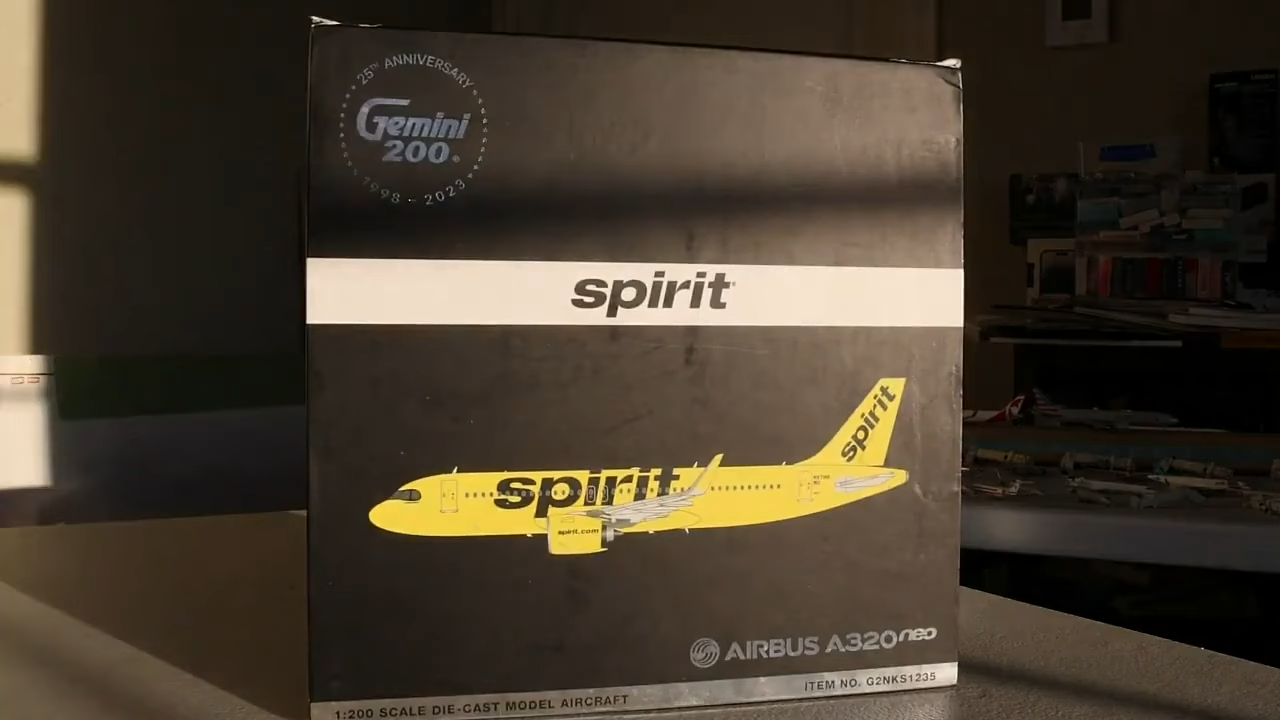 25TH ANNIVERSARY
Gemini
200®
1998 - 2023
spirit
spirit
spirit
spirit.com
AIRBUS A320neo
1:200 SCALE DIE-CAST MODEL AIRCRAFT
ITEM NO. G2NKS1235